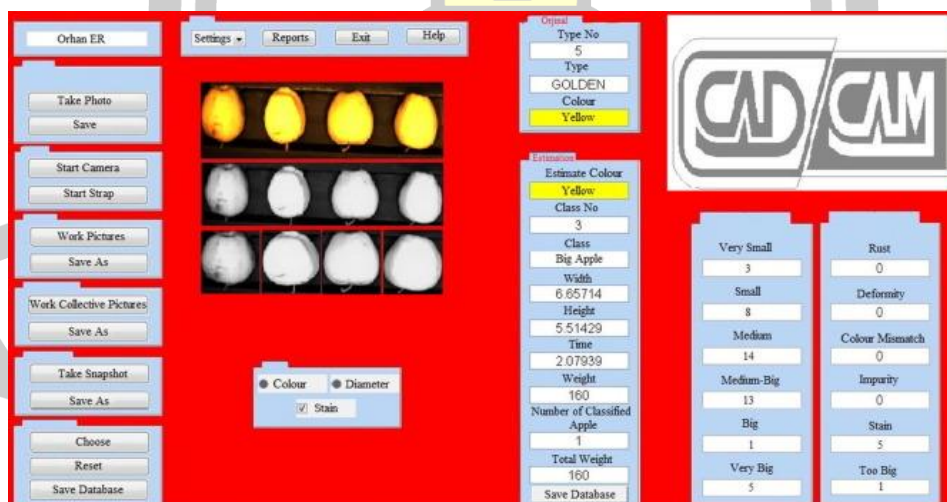 Orhan ER
Take Photo
Save
Start Camera
Start Strap
Work Pictures
Save As
Work Collective Pictures
Save As
Take Snapshot
Save As
Choose
Reset
Save Database
Settings
Reports
Exit
Help
Colour
Diameter
Stain
Orjinal
Type No
5
Type
GOLDEN
Colour
Yellow
Estimation
Estimate Colour
Yellow
Class No
3
Class
Big Apple
Width
6.65714
Height
5.51429
Time
2.07939
Weight
160
Number of Classified
Apple
1
Total Weight
160
Save Database
CAD/CAM
Very Small
3
Small
8
Medium
14
Medium-Big
13
Big
1
Very Big
5
Rust
0
Deformity
0
Colour Mismatch
0
Impurity
0
Stain
5
Too Big
1